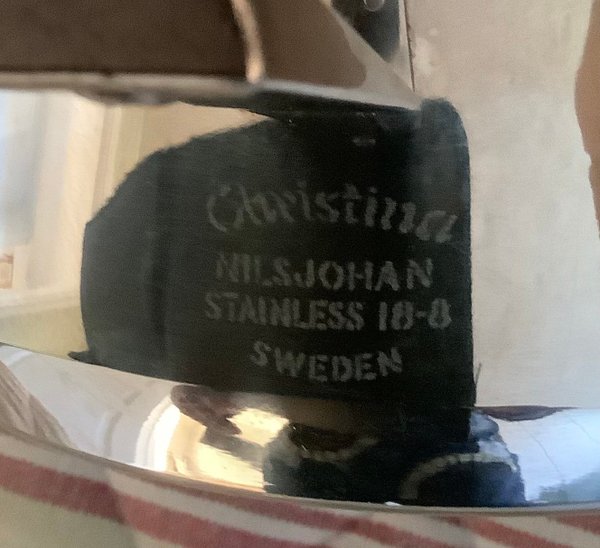 Christina
NILSJOHAN
STAINLESS 18-8
SWEDEN